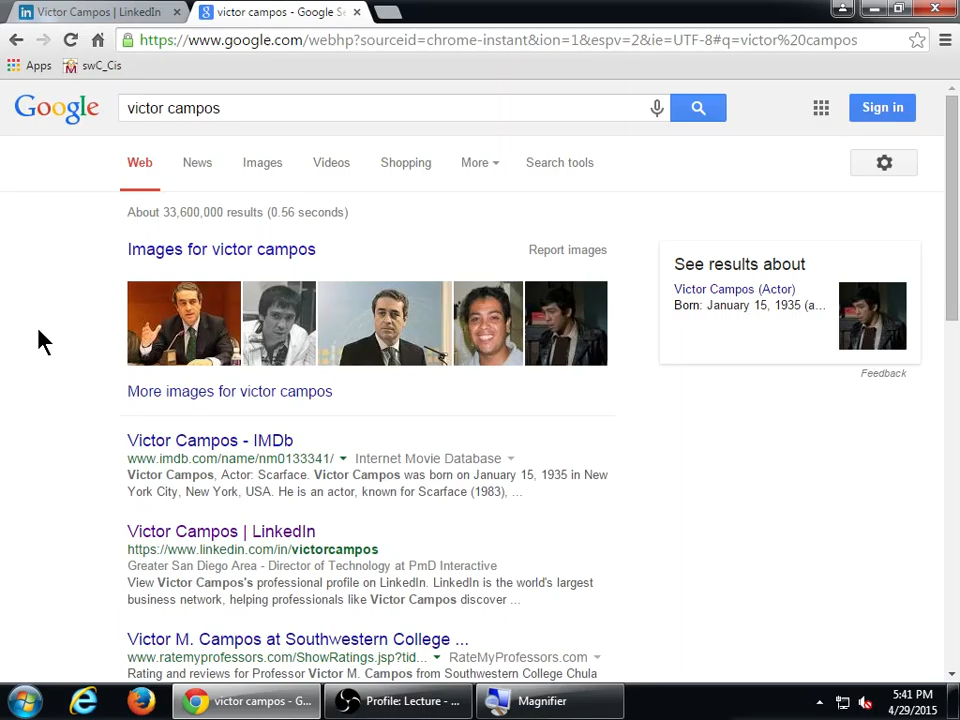 Victor Campos | LinkedIn
victor campos - Google Se
https://www.google.com/webhp?sourceid=chrome-instant&ion=1&espv=2&ie=UTF-8#q=victor%20campos
Apps
swC_Cis
Google
victor campos
Sign in
Web
News
Images
Videos
Shopping
More
Search tools
About 33,600,000 results (0.56 seconds)
Images for victor campos
Report images
More images for victor campos
See results about
Victor Campos (Actor)
Born: January 15, 1935 (a...
Feedback
Victor Campos - IMDb
www.imdb.com/name/nm0133341/ Internet Movie Database
Victor Campos, Actor: Scarface. Victor Campos was born on January 15, 1935 in New
York City, New York, USA. He is an actor, known for Scarface (1983), ...
Victor Campos | LinkedIn
https://www.linkedin.com/in/victorcampos
Greater San Diego Area - Director of Technology at PmD Interactive
View Victor Campos's professional profile on LinkedIn. LinkedIn is the world's largest
business network, helping professionals like Victor Campos discover ...
Victor M. Campos at Southwestern College ...
www.ratemyprofessors.com/ShowRatings.jsp?tid... RateMyProfessors.com
Rating and reviews for Professor Victor M. Campos from Southwestern College Chula
victor campos - G...
Profile: Lecture - ...
Magnifier
5:41 PM
4/29/2015